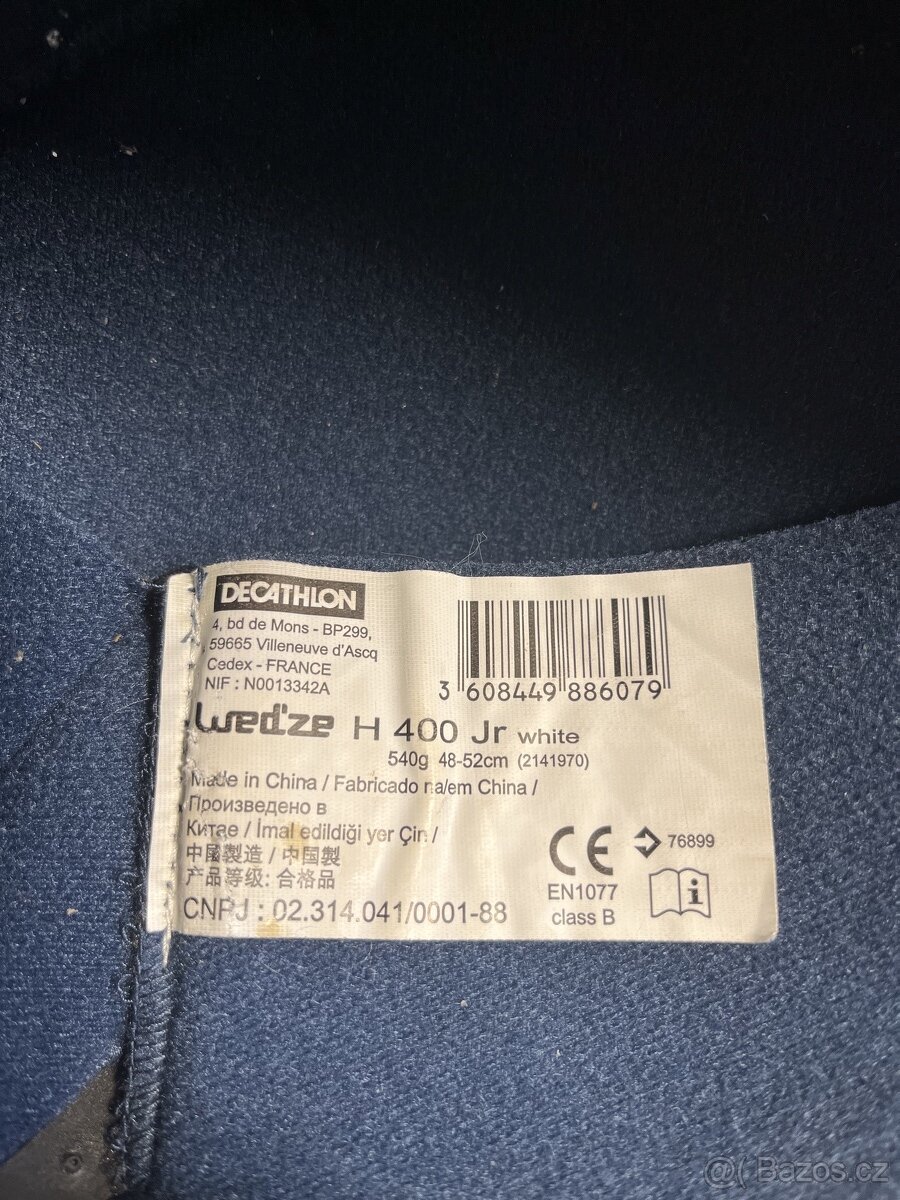 DECATHLON
4, bd de Mons - BP299,
59665 Villeneuve d'Ascq
Cedex - FRANCE
NIF : N0013342A
3 608449 886079
wed'ze H 400 Jr white
540g 48-52cm (2141970)
Made in China / Fabricado na/em China /
Произведено в
Китае / İmal edildiği yer Çin /
中國製造 / 中国製
产品等级: 合格品
CNPJ : 02.314.041/0001-88
CE 76899
EN1077
class B
i
@( Bazos.cz